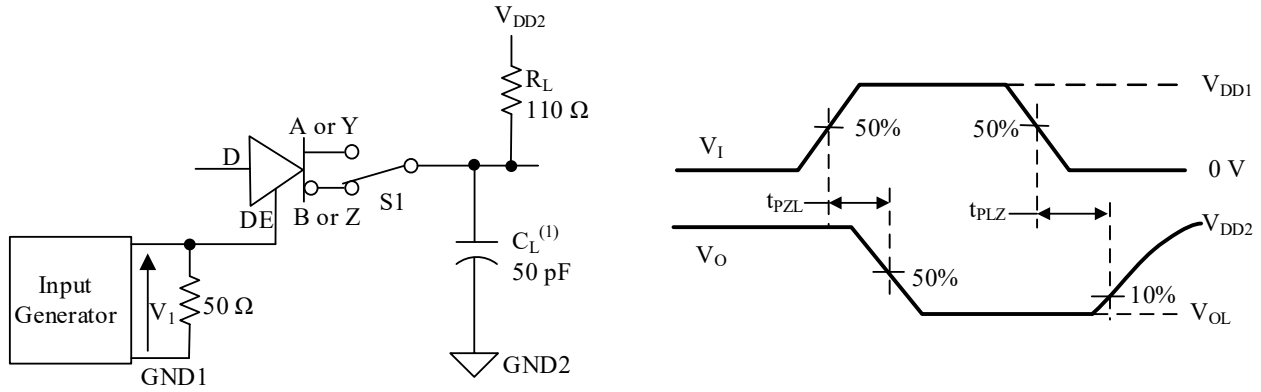 V_DD2
R_L
110 Ω
A or Y
D
S1
B or Z
DE
C_L^(1)
50 pF
Input
Generator
V_1
50 Ω
GND1
GND2
V_DD1
50%
50%
V_I
0 V
t_PZL
t_PLZ
V_DD2
V_O
50%
10%
V_OL